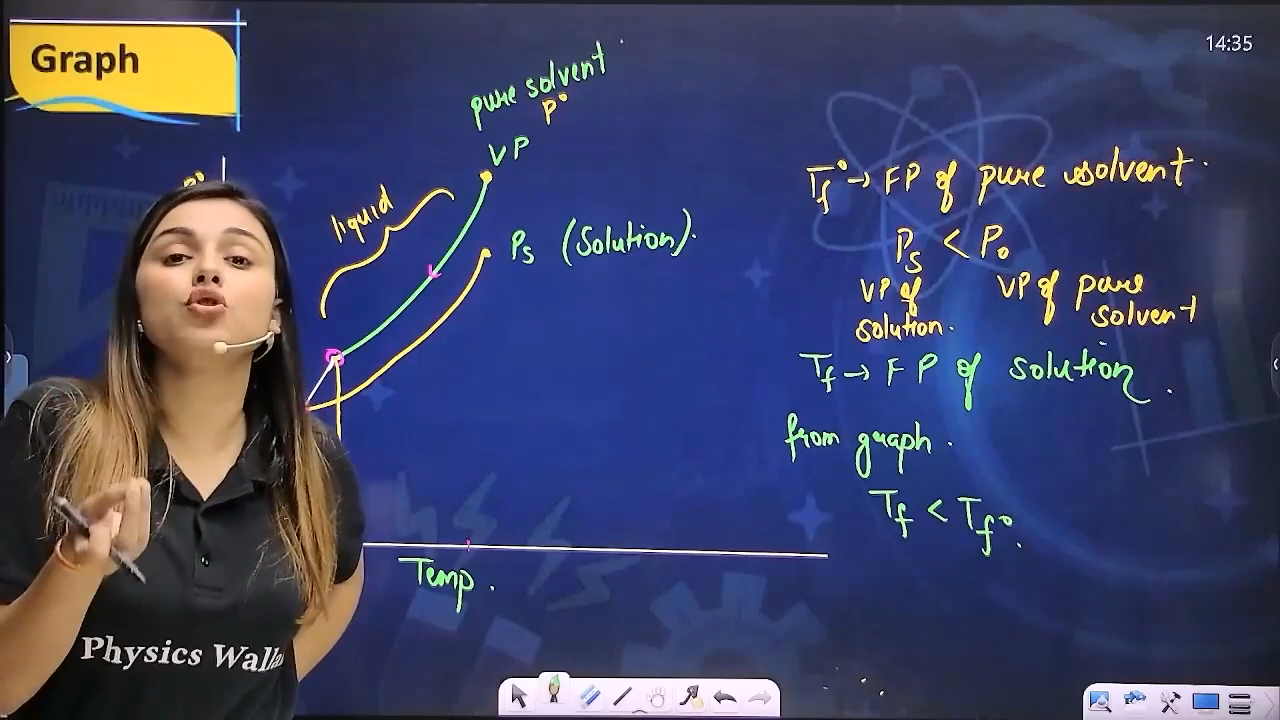 Graph
14:35
pure solvent
P°
VP
liquid
Ps (Solution).
Temp.
Tf° → FP of pure solvent.
Ps < Po
VP of solution.
VP of pure solvent
Tf → FP of solution.
from graph.
Tf < Tf°.
Physics Walla